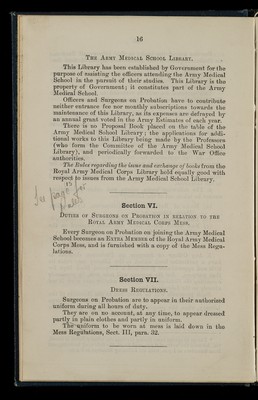 16
THE ARMY MEDICAL SCHOOL LIBRARY.
This Library has been established by Government for the
purpose of assisting the officers attending the Army Medical
School in the pursuit of their studies. This Library is the
property of Government; it constitutes part of the Army
Medical School.
Officers and Surgeons on Probation have to contribute
neither entrance fee nor monthly subscriptions towards the
maintenance of this Library, as its expenses are defrayed by
an annual grant voted in the Army Estimates of each year.
There is no Proposal Book placed on the table of the
Army Medical School Library; the applications for addi-
tional works to this Library being made by the Professors
(who form the Committee of the Army Medical School
Library), and periodically forwarded to the War Office
authorities.
The Rules regarding the issue and exchange of books from the
Royal Army Medical Corps Library hold equally good with
respect to issues from the Army Medical School Library.
Section VI.
DUTIES OF SURGEONS ON PROBATION IN RELATION TO THE
ROYAL ARMY MEDICAL CORPS MESS.
Every Surgeon on Probation on joining the Army Medical
School becomes an EXTRA MEMBER of the Royal Army Medical
Corps Mess, and is furnished with a copy of the Mess Regu-
lations.
Section VII.
DRESS REGULATIONS.
Surgeons on Probation are to appear in their authorised
uniform during all hours of duty.
They are on no account, at any time, to appear dressed
partly in plain clothes and partly in uniform.
The uniform to be worn at mess is laid down in the
Mess Regulations, Sect. III, para. 32.